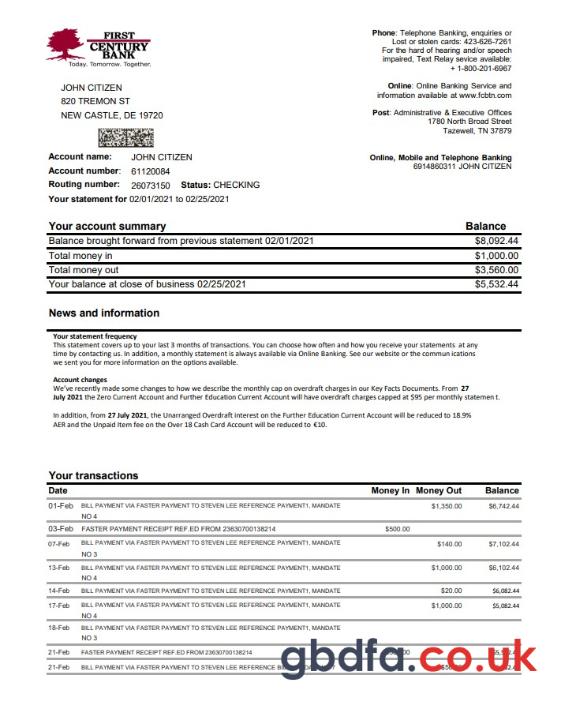 FIRST
CENTURY
BANK
Today. Tomorrow. Together.
Phone: Telephone Banking, enquiries or
Lost or stolen cards: 423-626-7261
For the hard of hearing and/or speech
impaired, Text Relay sevice available:
+ 1-800-201-6967
Online: Online Banking Service and
information available at www.fcbtn.com
Post: Administrative & Executive Offices
1780 North Broad Street
Tazewell, TN 37879
Online, Mobile and Telephone Banking
6914860311 JOHN CITIZEN
JOHN CITIZEN
820 TREMON ST
NEW CASTLE, DE 19720
Account name: JOHN CITIZEN
Account number: 61120084
Routing number: 26073150 Status: CHECKING
Your statement for 02/01/2021 to 02/25/2021
Your account summary Balance
Balance brought forward from previous statement 02/01/2021 $8,092.44
Total money in $1,000.00
Total money out $3,560.00
Your balance at close of business 02/25/2021 $5,532.44
News and information
Your statement frequency
This statement covers up to your last 3 months of transactions. You can choose how often and how you receive your statements at any
time by contacting us. In addition, a monthly statement is always available via Online Banking. See our website or the commun ications
we sent you for more information on the options available.
Account changes
We've recently made some changes to how we describe the monthly cap on overdraft charges in our Key Facts Documents. From 27
July 2021 the Zero Current Account and Further Education Current Account will have overdraft charges capped at $95 per monthly statemen t.
In addition, from 27 July 2021, the Unarranged Overdraft interest on the Further Education Current Account will be reduced to 18.9%
AER and the Unpaid Item fee on the Over 18 Cash Card Account will be reduced to €10.
Your transactions
Date Money In Money Out Balance
01-Feb BILL PAYMENT VIA FASTER PAYMENT TO STEVEN LEE REFERENCE PAYMENT1, MANDATE $1,350.00 $6,742.44
NO 4
03-Feb FASTER PAYMENT RECEIPT REF.ED FROM 23630700138214 $500.00
07-Feb BILL PAYMENT VIA FASTER PAYMENT TO STEVEN LEE REFERENCE PAYMENT1, MANDATE $140.00 $7,102.44
NO 3
13-Feb BILL PAYMENT VIA FASTER PAYMENT TO STEVEN LEE REFERENCE PAYMENT1, MANDATE $1,000.00 $6,102.44
NO 4
14-Feb BILL PAYMENT VIA FASTER PAYMENT TO STEVEN LEE REFERENCE PAYMENT1, MANDATE $20.00 $6,082.44
17-Feb BILL PAYMENT VIA FASTER PAYMENT TO STEVEN LEE REFERENCE PAYMENT1, MANDATE $1,000.00 $5,082.44
NO 4
18-Feb BILL PAYMENT VIA FASTER PAYMENT TO STEVEN LEE REFERENCE PAYMENT1, MANDATE
NO 3
21-Feb FASTER PAYMENT RECEIPT REF.ED FROM 23630700138214
21-Feb BILL PAYMENT VIA FASTER PAYMENT TO STEVEN LEE REFERENCE
gbdfa.co.uk